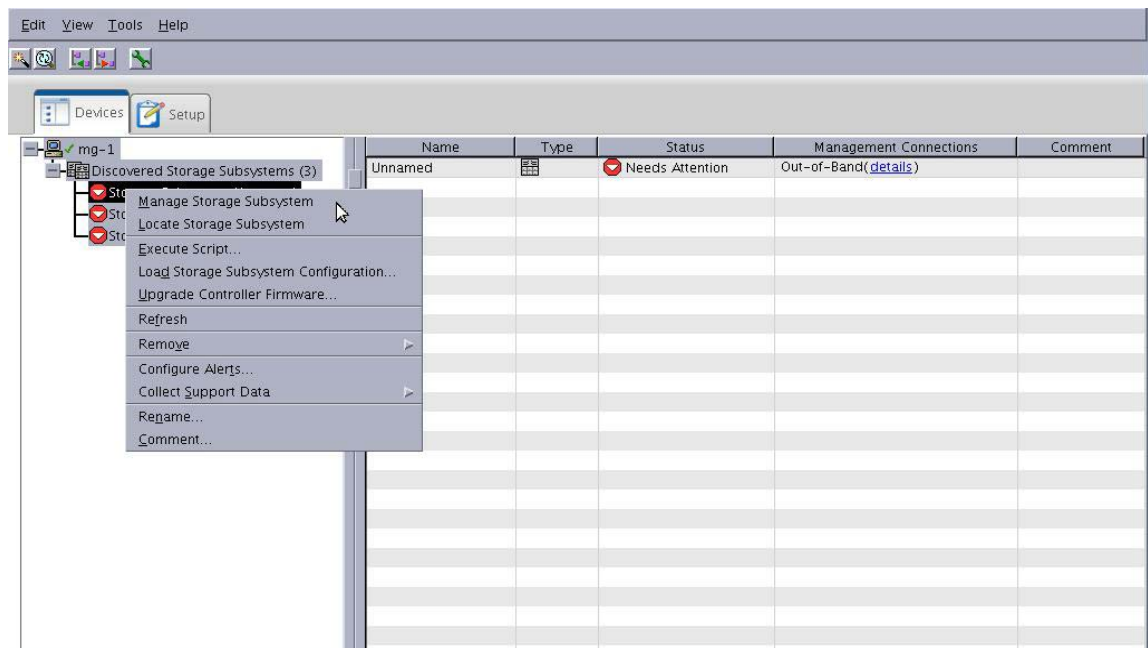 Edit View Tools Help
Devices Setup
mg-1
Discovered Storage Subsystems (3)
Name Type Status Management Connections Comment
Unnamed Needs Attention Out-of-Band(details)
Manage Storage Subsystem
Locate Storage Subsystem
Execute Script...
Load Storage Subsystem Configuration...
Upgrade Controller Firmware...
Refresh
Remove
Configure Alerts...
Collect Support Data
Rename...
Comment...